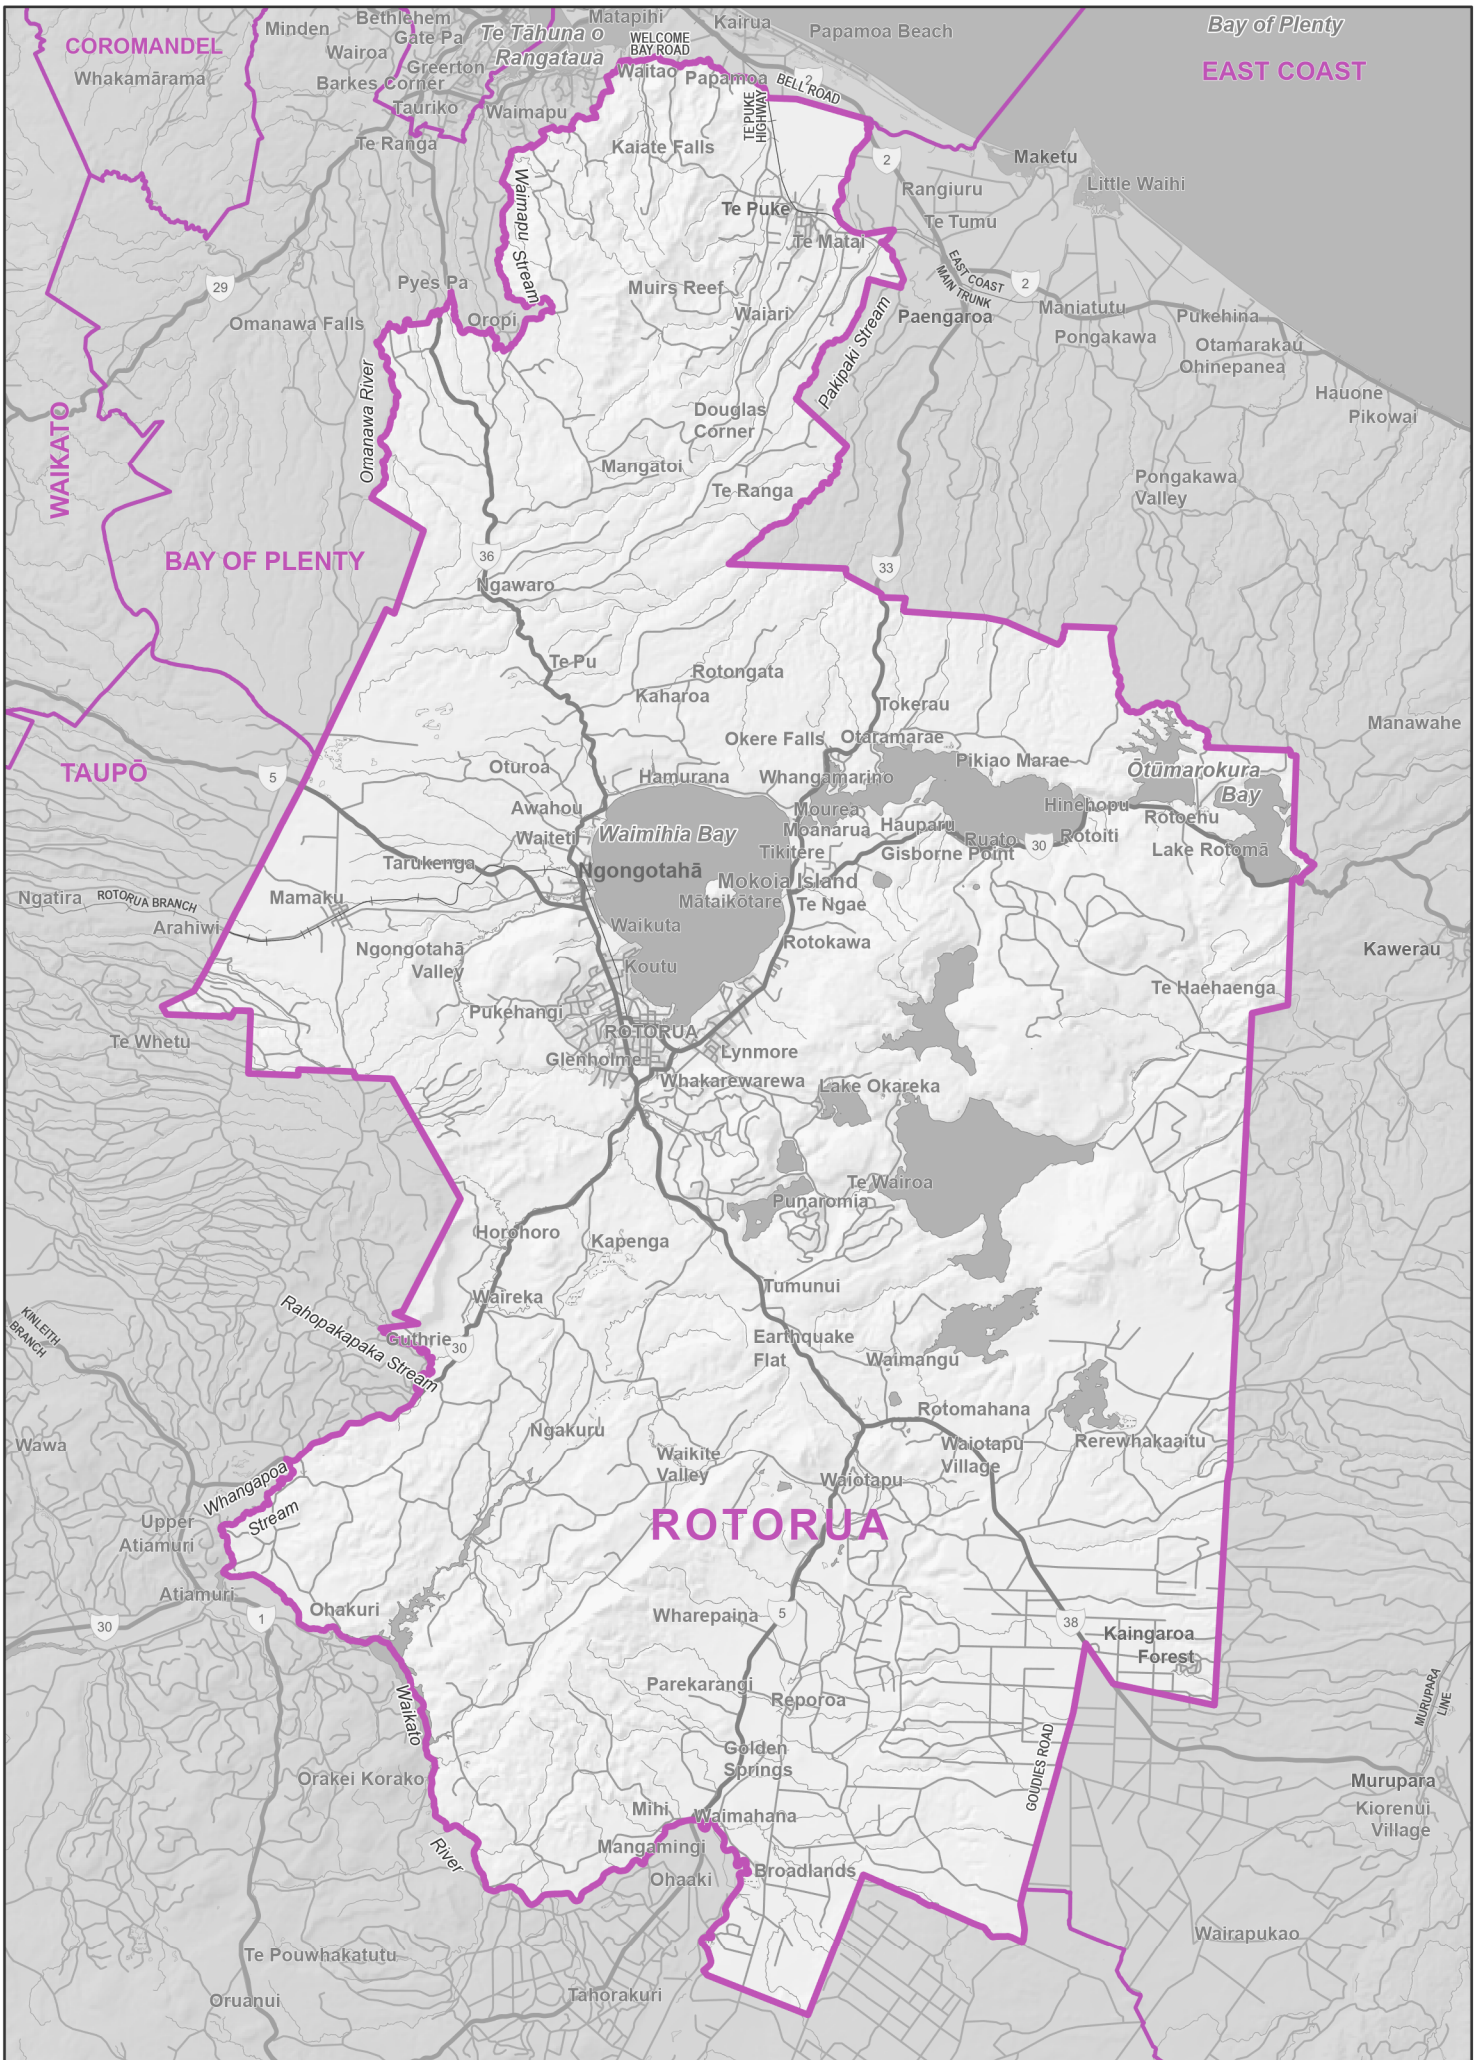 Bethlehem
Matapihi
Kairua
Bay of Plenty
Minden
Gate Pa
Te Tāhuna o
Rangataua
WELCOME
BAY ROAD
Papamoa Beach
COROMANDEL
Wairoa
EAST COAST
Whakamārama
Greerton
Barkes Corner
Waitao
Papamoa
2
BELL ROAD
Tauriko
Waimapu
TE PUKE
HIGHWAY
Te Ranga
Kaiate Falls
2
Maketu
Rangiuru
Little Waihi
Waimapu Stream
Te Puke
Te Tumu
Te Matai
EAST COAST
MAIN TRUNK
29
Pyes Pa
Muirs Reef
2
Omanawa Falls
Oropi
Waiari
Paengaroa
Maniatutu
Pukehina
Pongakawa
Otamarakau
Ohinepanea
Omanawa River
Pakipaki Stream
Hauone
Pikowai
WAIKATO
Douglas
Corner
Mangatoi
Te Ranga
Pongakawa
Valley
BAY OF PLENTY
36
33
Ngawaro
Te Pu
Rotongata
Kaharoa
Tokerau
Manawahe
Okere Falls
Otaramarae
TAUPŌ
5
Oturoa
Hamurana
Whangamarino
Pikiao Marae
Ōtūmarokura
Bay
Awahou
Mourea
Hinehopu
Waiteti
Waimihia Bay
Moanarua
Hauparu
Ruato
Rotoiti
Rotoehu
Tarukenga
Tikitere
Gisborne Point
30
Lake Rotomā
Ngongotahā
Mokoia Island
Ngatira
ROTORUA BRANCH
Mamaku
Mātaikōtare
Te Ngae
Arahiwi
Waikuta
Rotokawa
Kawerau
Ngongotahā
Valley
Koutu
Te Haehaenga
Pukehangi
ROTORUA
Te Whetu
Glenholme
Lynmore
Whakarewarewa
Lake Okareka
Te Wairoa
Punaromia
Horohoro
Kapenga
Tumunui
Waireka
Rahopakapaka Stream
KINLEITH
BRANCH
Guthrie
30
Earthquake
Flat
Waimangu
Rotomahana
Ngakuru
Wawa
Waikite
Valley
Waiotapu
Village
Rerewhakaaitu
Whangapoa
Stream
Waiotapu
Upper
Atiamuri
ROTORUA
Atiamuri
Ohakuri
Wharepaina
5
38
30
1
Kaingaroa
Forest
Parekarangi
Reporoa
Waikato
MURUPARA
LINE
GOUDIES ROAD
Golden
Springs
Orakei Korako
Murupara
Mihi
Waimahana
Kiorenui
Village
River
Mangamingi
Ohaaki
Broadlands
Te Pouwhakatutu
Wairapukao
Oruanui
Tahorakuri